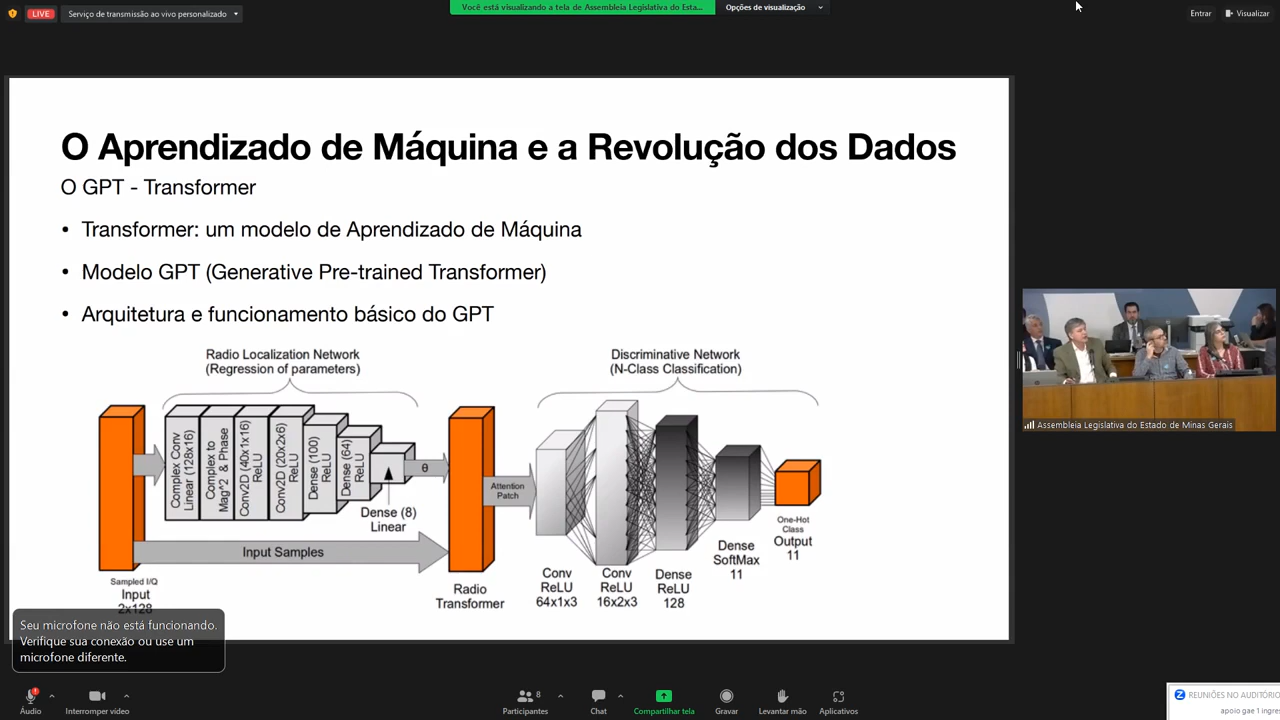 LIVE
Serviço de transmissão ao vivo personalizado
Você está visualizando a tela de Assembleia Legislativa do Esta...
Opções de visualização
Entrar
Visualizar
O Aprendizado de Máquina e a Revolução dos Dados
O GPT - Transformer
• Transformer: um modelo de Aprendizado de Máquina
• Modelo GPT (Generative Pre-trained Transformer)
• Arquitetura e funcionamento básico do GPT
Radio Localization Network
(Regression of parameters)
Discriminative Network
(N-Class Classification)
Complex Conv
Linear (128x16)
Complex to
Mag^2 & Phase
Conv2D (40x1x16)
ReLU
Conv2D (20x2x6)
ReLU
Dense (100)
ReLU
Dense (64)
ReLU
θ
Dense (8)
Linear
Attention
Patch
Input Samples
Sampled I/Q
Input
2x128
Radio
Transformer
Conv
ReLU
64x1x3
Conv
ReLU
16x2x3
Dense
ReLU
128
Dense
SoftMax
11
One-Hot
Class
Output
11
Assembleia Legislativa do Estado de Minas Gerais
Seu microfone não está funcionando.
Verifique sua conexão ou use um
microfone diferente.
Áudio
Interromper vídeo
8
Participantes
Chat
Compartilhar tela
Gravar
Levantar mão
Aplicativos
REUNIÕES NO AUDITÓRIO
apoio gae 1 ingres